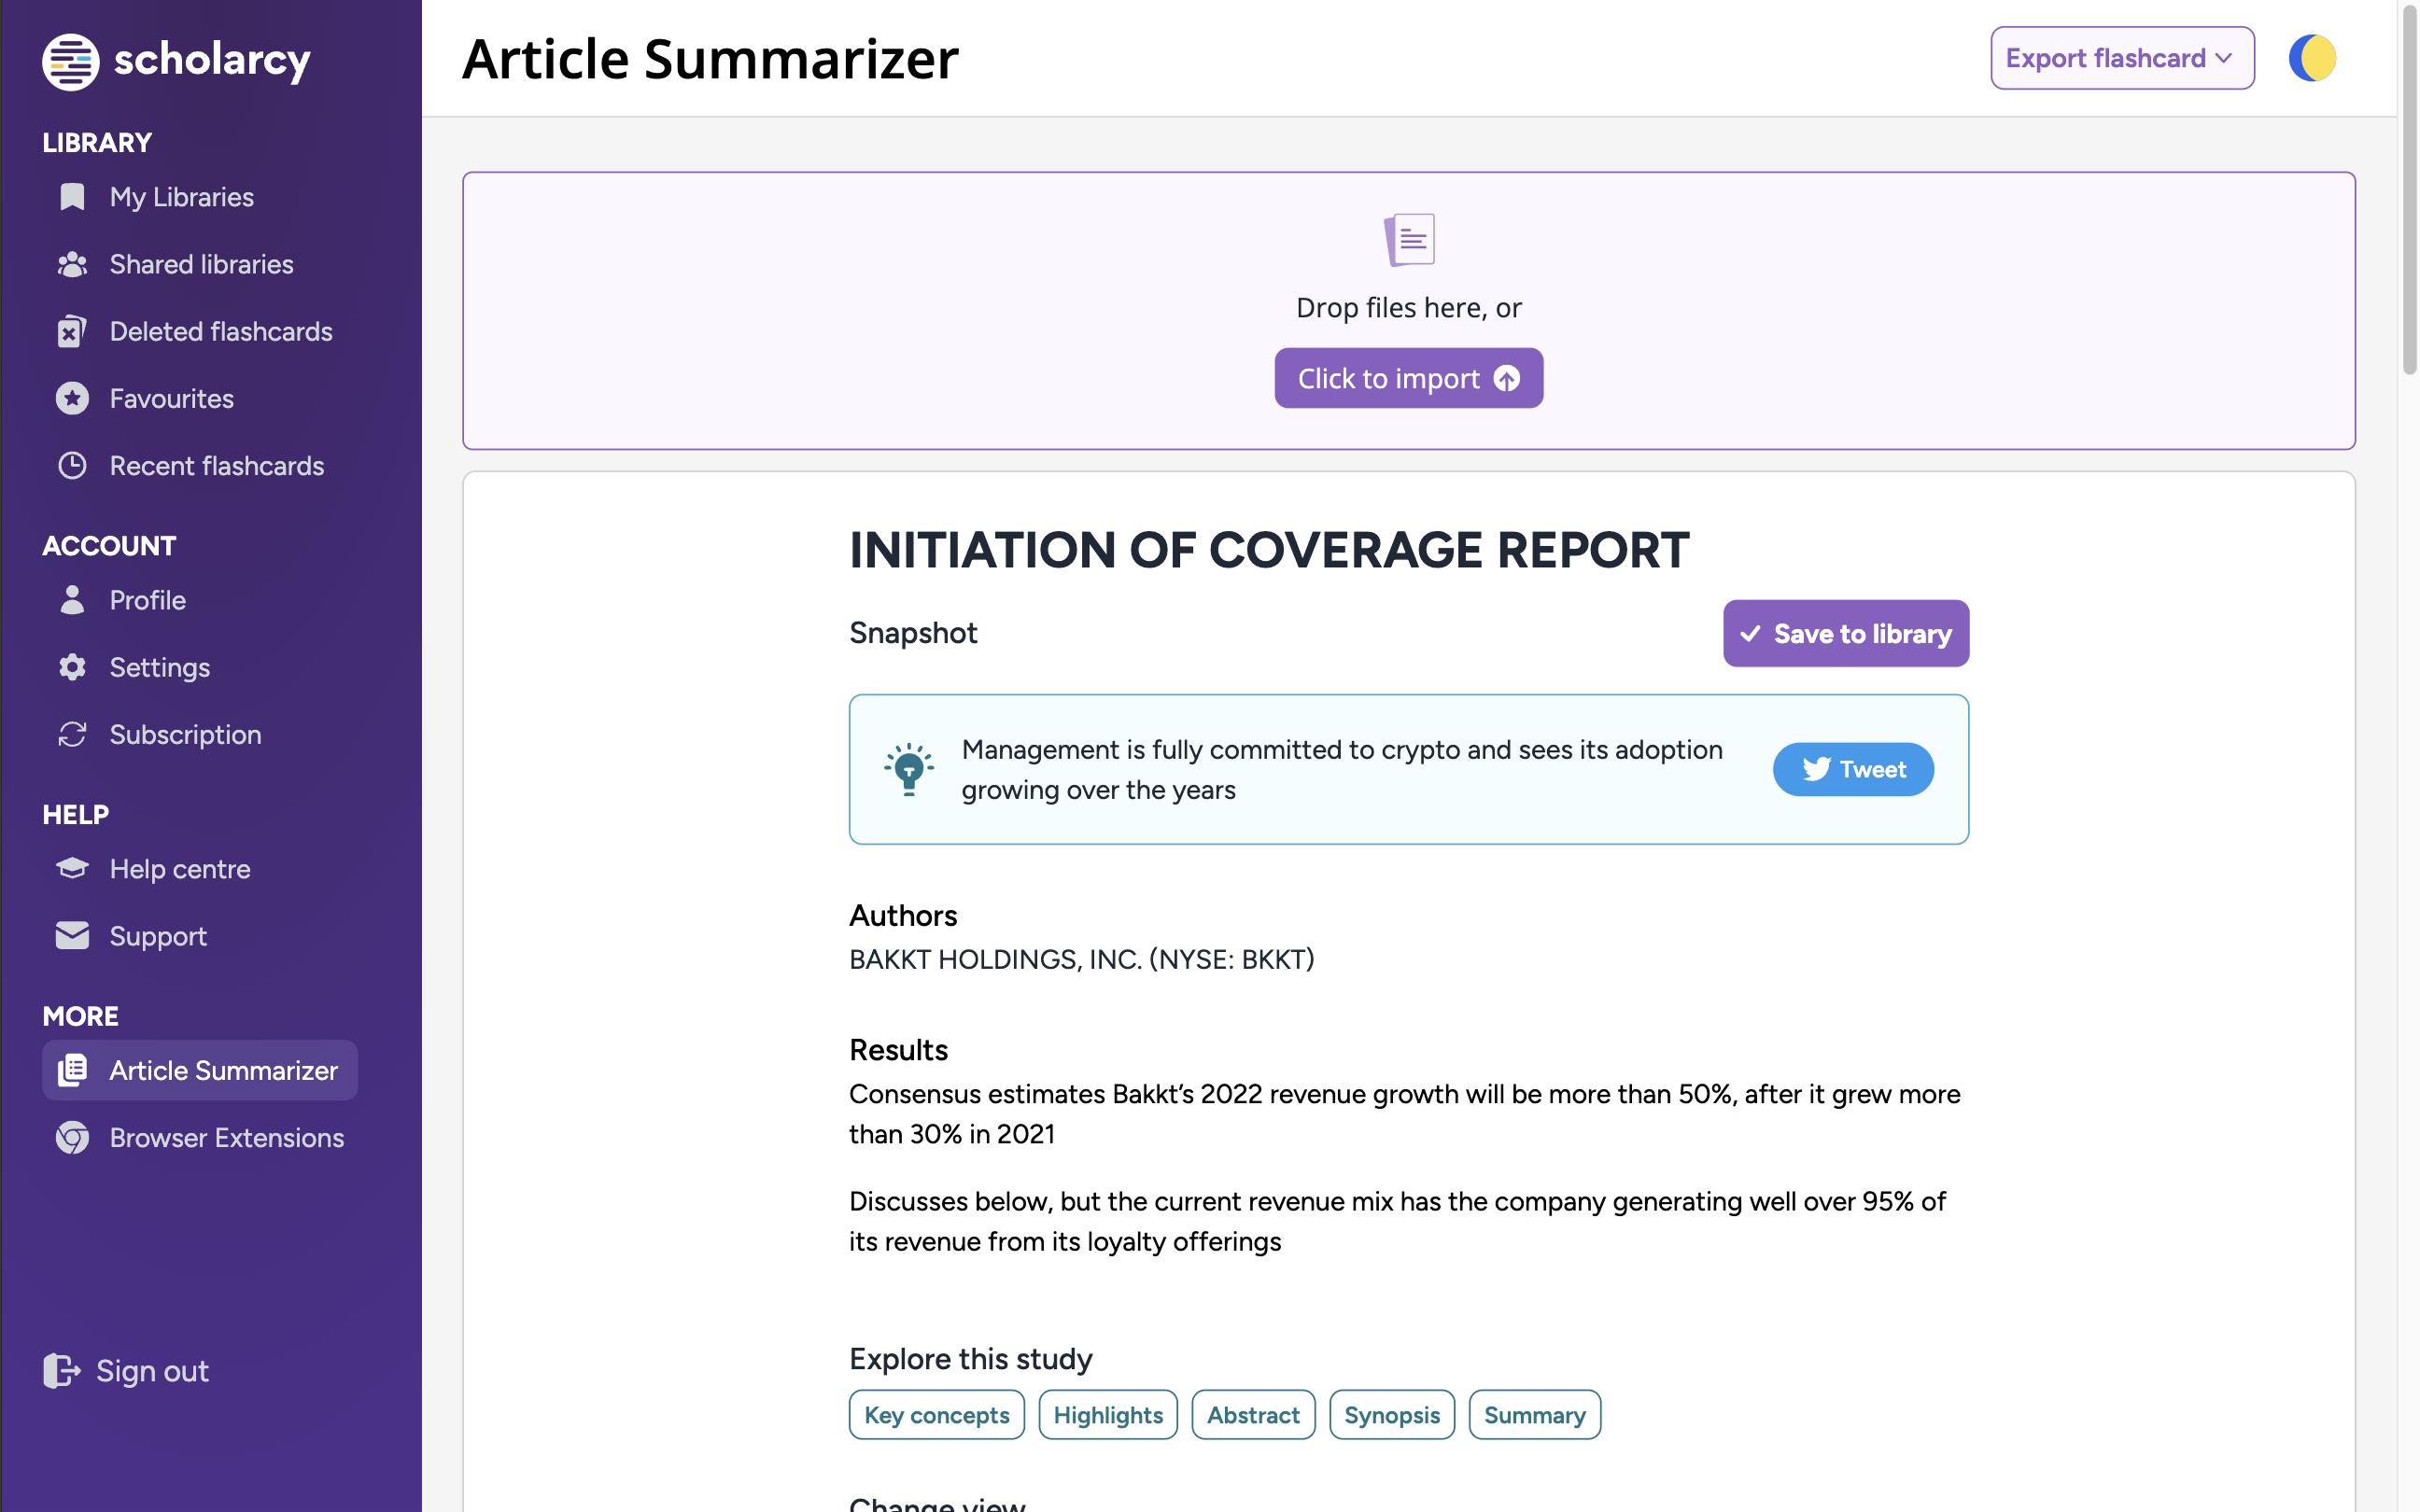 scholarcy
LIBRARY
My Libraries
Shared libraries
Deleted flashcards
Favourites
Recent flashcards
ACCOUNT
Profile
Settings
Subscription
HELP
Help centre
Support
MORE
Article Summarizer
Browser Extensions
Sign out
Article Summarizer
Export flashcard
Drop files here, or
Click to import
INITIATION OF COVERAGE REPORT
Snapshot
Save to library
Management is fully committed to crypto and sees its adoption
growing over the years
Tweet
Authors
BAKKT HOLDINGS, INC. (NYSE: BKKT)
Results
Consensus estimates Bakkt’s 2022 revenue growth will be more than 50%, after it grew more
than 30% in 2021
Discusses below, but the current revenue mix has the company generating well over 95% of
its revenue from its loyalty offerings
Explore this study
Key concepts
Highlights
Abstract
Synopsis
Summary
Change view